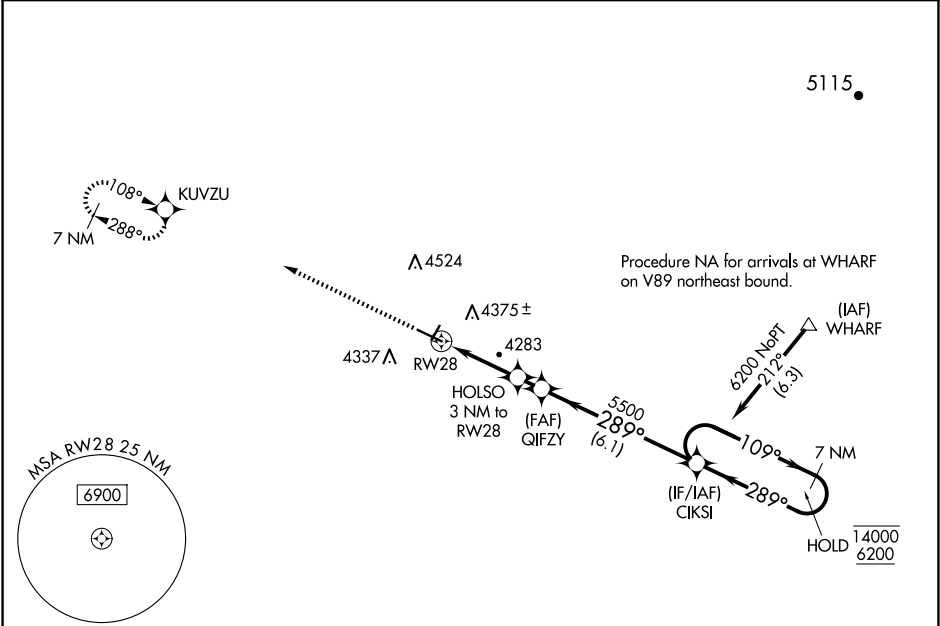 5115
108°
KUVZU
288°
7 NM
4524
Procedure NA for arrivals at WHARF
on V89 northeast bound.
4375 ±
(IAF)
WHARF
4283
4337
RW28
6200 NoPT
212°
(6.3)
HOLSO
3 NM to
RW28
(FAF)
QIFZY
5500
289°
(6.1)
109°
7 NM
(IF/IAF)
CIKSI
289°
HOLD
14000
6200
MSA RW28 25 NM
6900